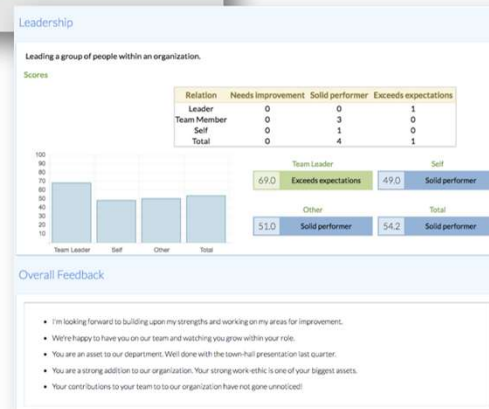 Leadership
Leading a group of people within an organization.
Scores
Relation Needs improvement Solid performer Exceeds expectations
Leader 0 0 1
Team Member 0 3 0
Self 0 1 0
Total 0 4 1
100
90
80
70
60
50
40
30
20
10
Team Leader Self Other Total
Team Leader Self
69.0 Exceeds expectations 49.0 Solid performer
Other Total
51.0 Solid performer 54.2 Solid performer
Overall Feedback
• I'm looking forward to building upon my strengths and working on my areas for improvement.
• We're happy to have you on our team and watching you grow within your role.
• You are an asset to our department. Well done with the town-hall presentation last quarter.
• You are a strong addition to our organization. Your strong work-ethic is one of your biggest assets.
• Your contributions to your team to to our organization have not gone unnoticed!